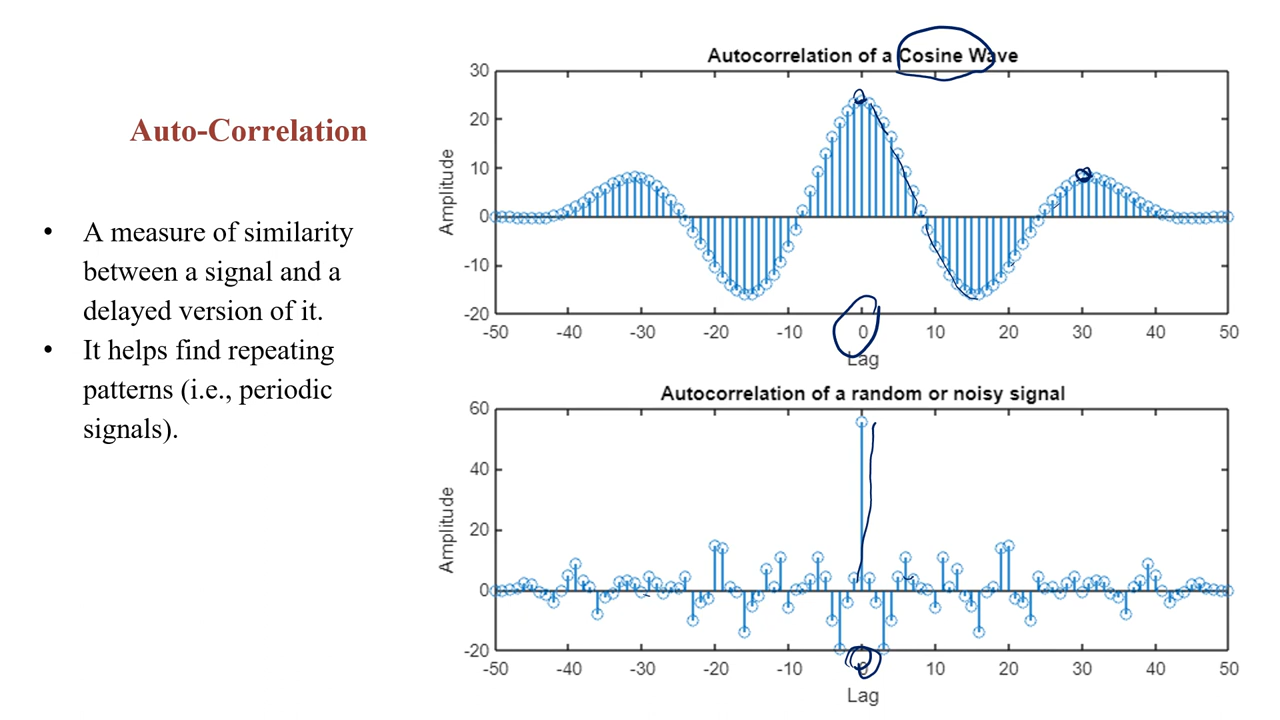 Auto-Correlation
• A measure of similarity
between a signal and a
delayed version of it.
• It helps find repeating
patterns (i.e., periodic
signals).
Autocorrelation of a Cosine Wave
30
20
10
0
-10
-20
Amplitude
-50 -40 -30 -20 -10 0 10 20 30 40 50
Lag
Autocorrelation of a random or noisy signal
60
40
20
0
-20
Amplitude
-50 -40 -30 -20 -10 0 10 20 30 40 50
Lag